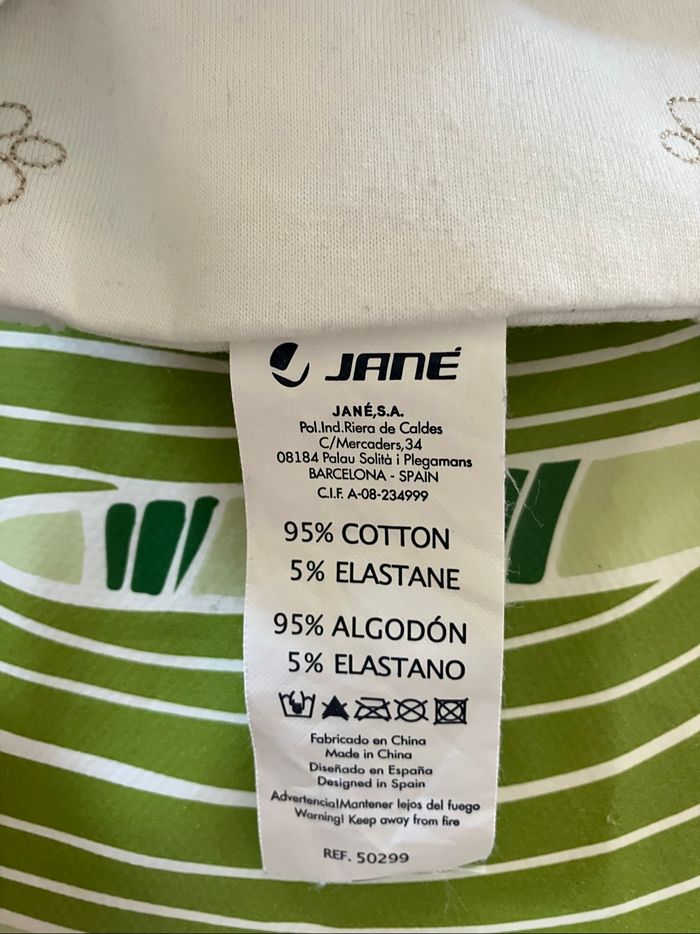 JANÉ
JANÉ,S.A.
Pol.Ind.Riera de Caldes
C/Mercaders,34
08184 Palau Solità i Plegamans
BARCELONA - SPAIN
C.I.F. A-08-234999
95% COTTON
5% ELASTANE
95% ALGODÓN
5% ELASTANO
Fabricado en China
Made in China
Diseñado en España
Designed in Spain
Advertencia!Mantener lejos del fuego
Warning! Keep away from fire
REF. 50299